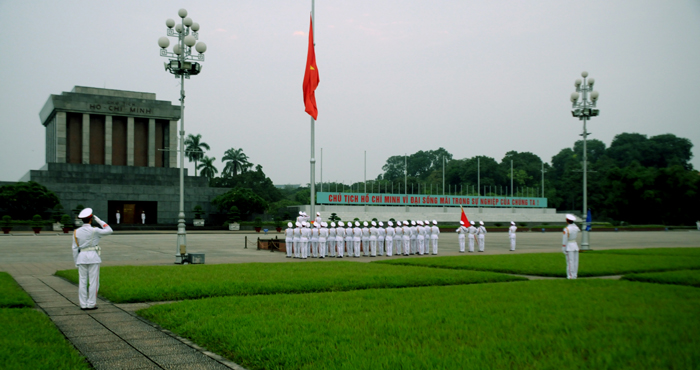 HỒ-CHÍ-MINH
CHỦ TỊCH HỒ CHÍ MINH VĨ ĐẠI SỐNG MÃI TRONG SỰ NGHIỆP CỦA CHÚNG TA !